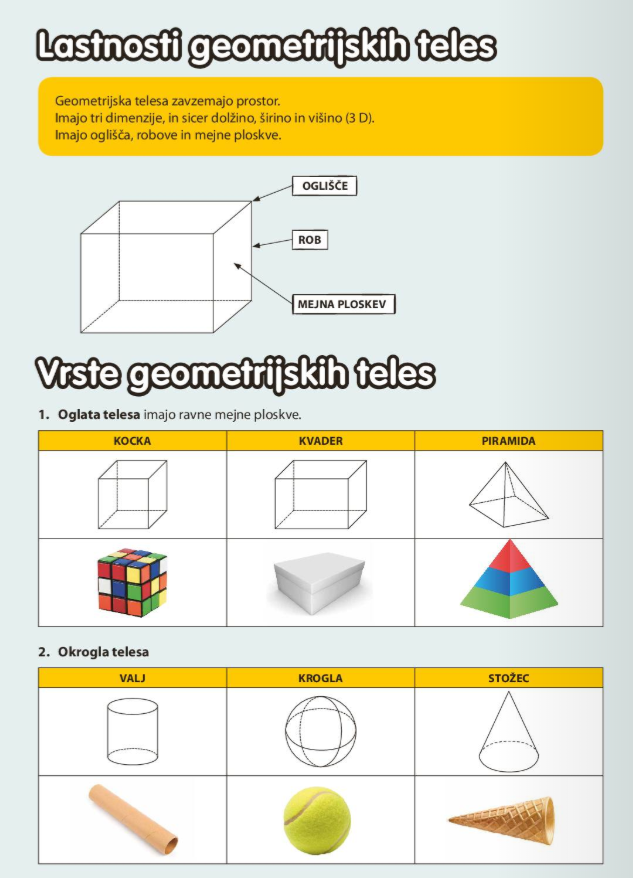 Lastnosti geometrijskih teles
Geometrijska telesa zavzemajo prostor.
Imajo tri dimenzije, in sicer dolžino, širino in višino (3 D).
Imajo oglišča, robove in mejne ploskve.
OGLIŠČE
ROB
MEJNA PLOSKEV
Vrste geometrijskih teles
1. Oglata telesa imajo ravne mejne ploskve.
KOCKA KVADER PIRAMIDA
2. Okrogla telesa
VALJ KROGLA STOŽEC